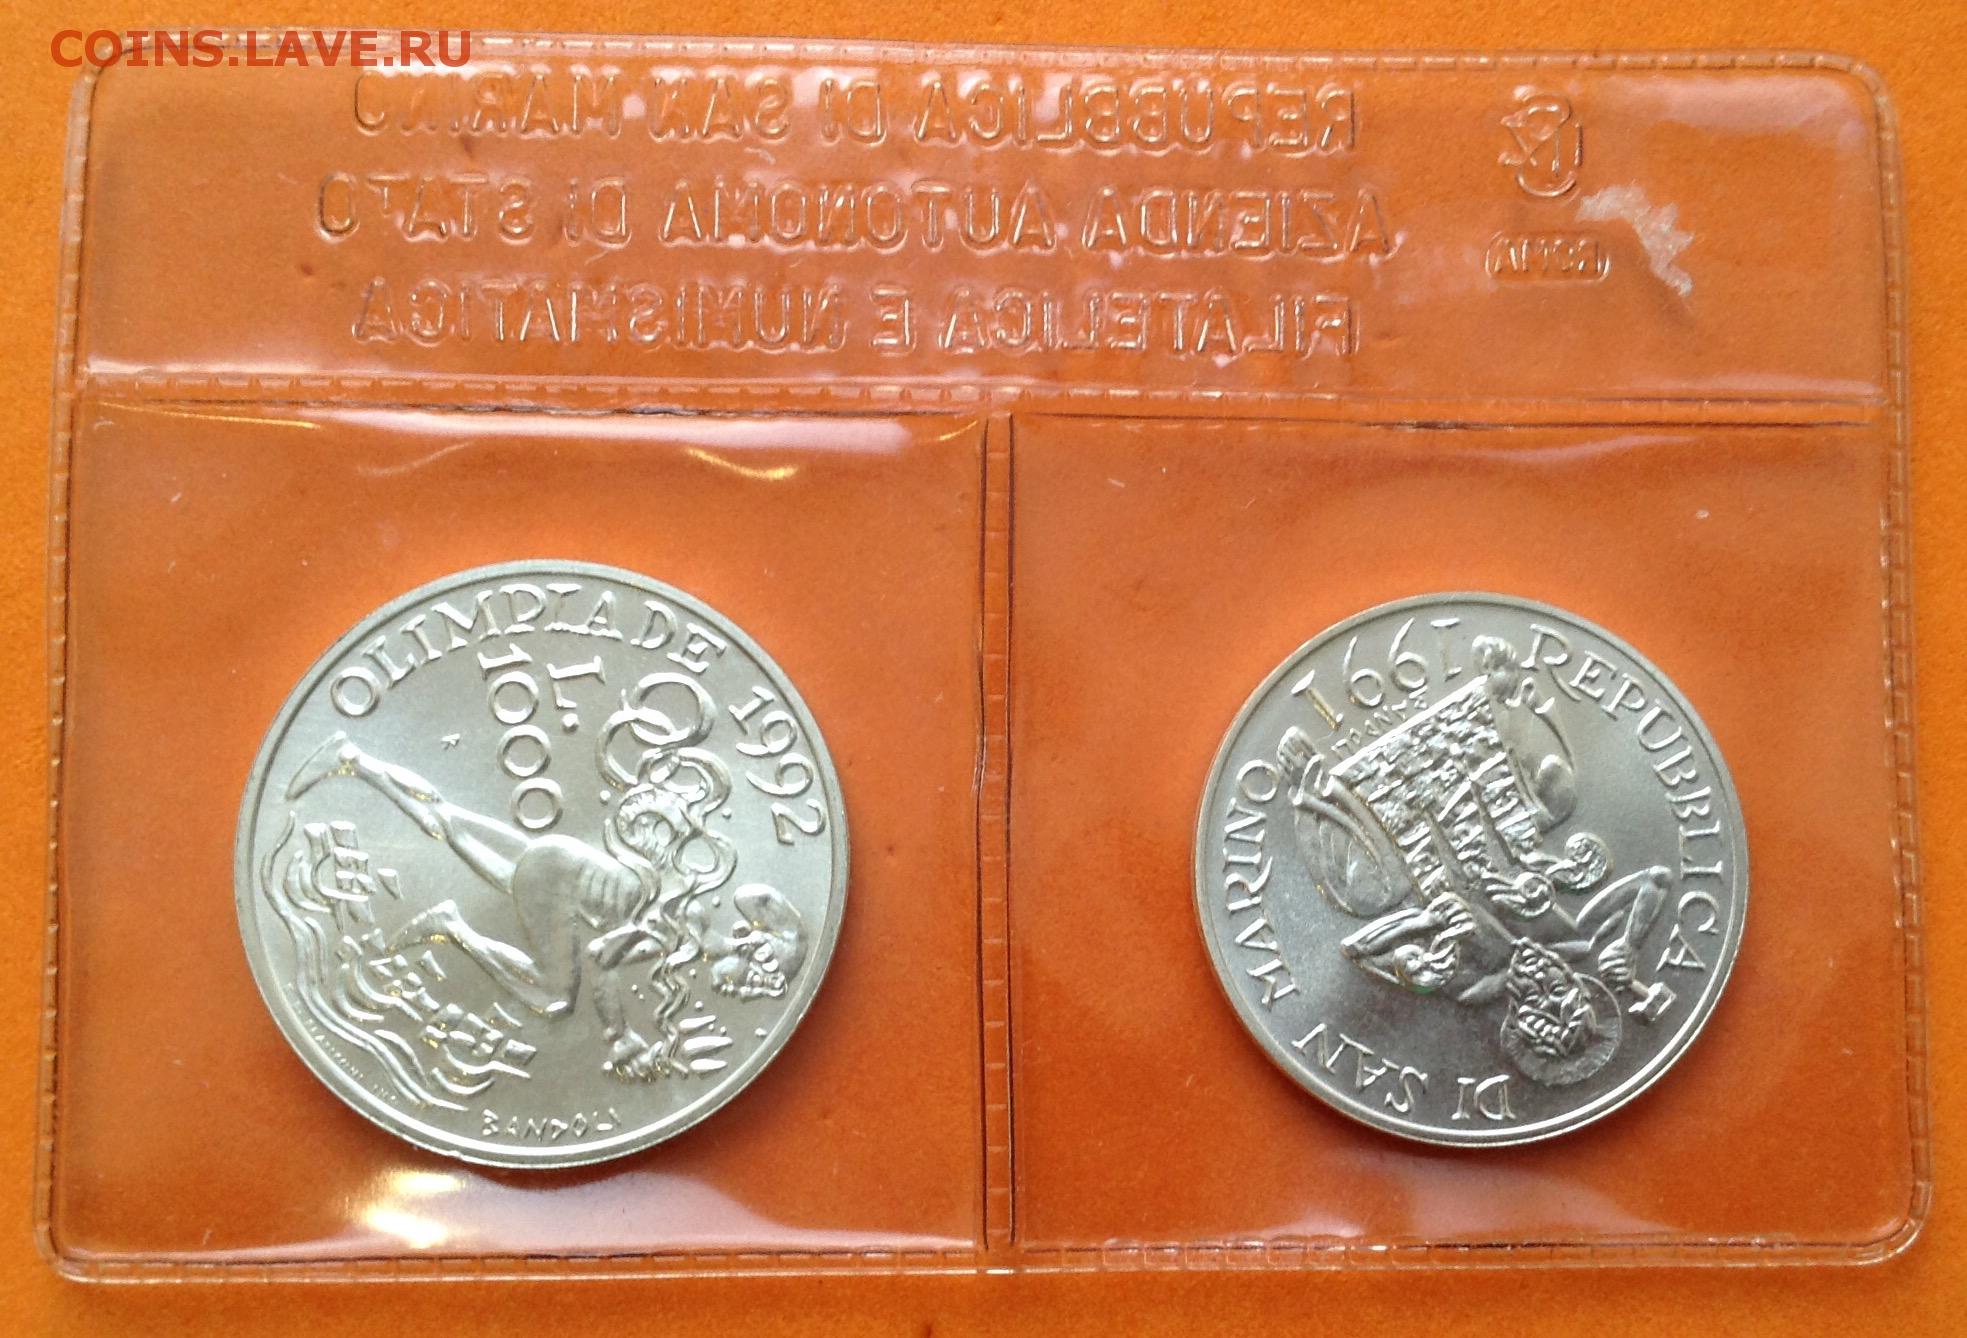 COINS.LAVE.RU
REPUBBLICA DI SAN MARINO
AZIENDA AUTONOMA DI STATO
FILATELICA E NUMISMATICA
ROMA
OLIMPIADE 1992
L.
1000
BANDOLI
REPUBBLICA
DI SAN MARINO
1991